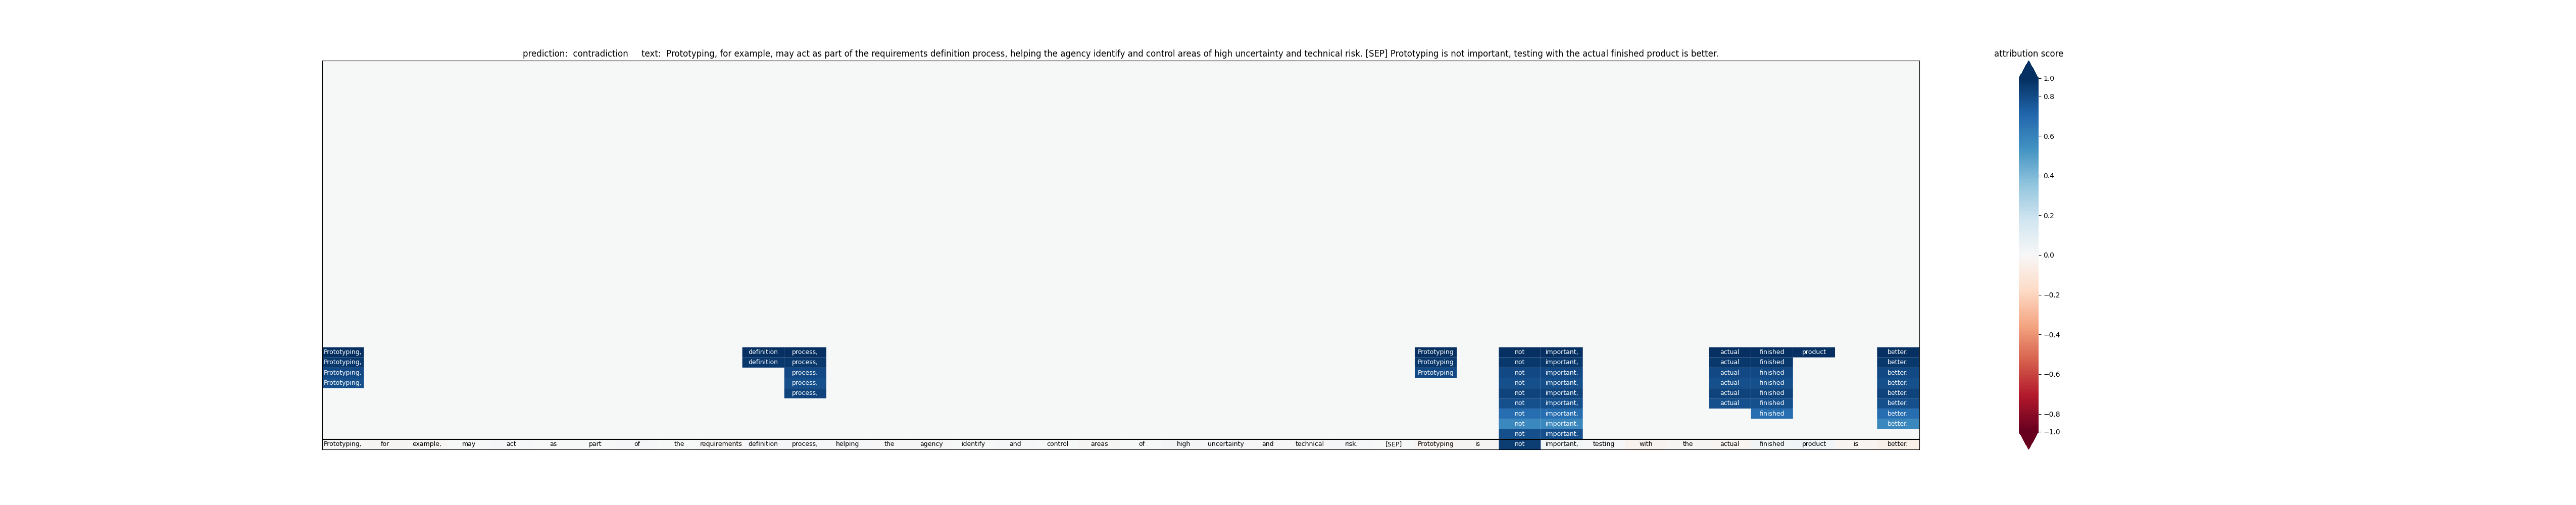 prediction:  contradiction     text:  Prototyping, for example, may act as part of the requirements definition process, helping the agency identify and control areas of high uncertainty and technical risk. [SEP] Prototyping is not important, testing with the actual finished product is better.
attribution score
1.0
0.8
0.6
0.4
0.2
0.0
−0.2
−0.4
−0.6
−0.8
−1.0
Prototyping, definition process, Prototyping not important, actual finished product better.
Prototyping, definition process, Prototyping not important, actual finished better.
Prototyping, process, Prototyping not important, actual finished better.
Prototyping, process, not important, actual finished better.
process, not important, actual finished better.
not important, actual finished better.
not important, finished better.
not important, better.
not important,
Prototyping, for example, may act as part of the requirements definition process, helping the agency identify and control areas of high uncertainty and technical risk. [SEP] Prototyping is not important, testing with the actual finished product is better.